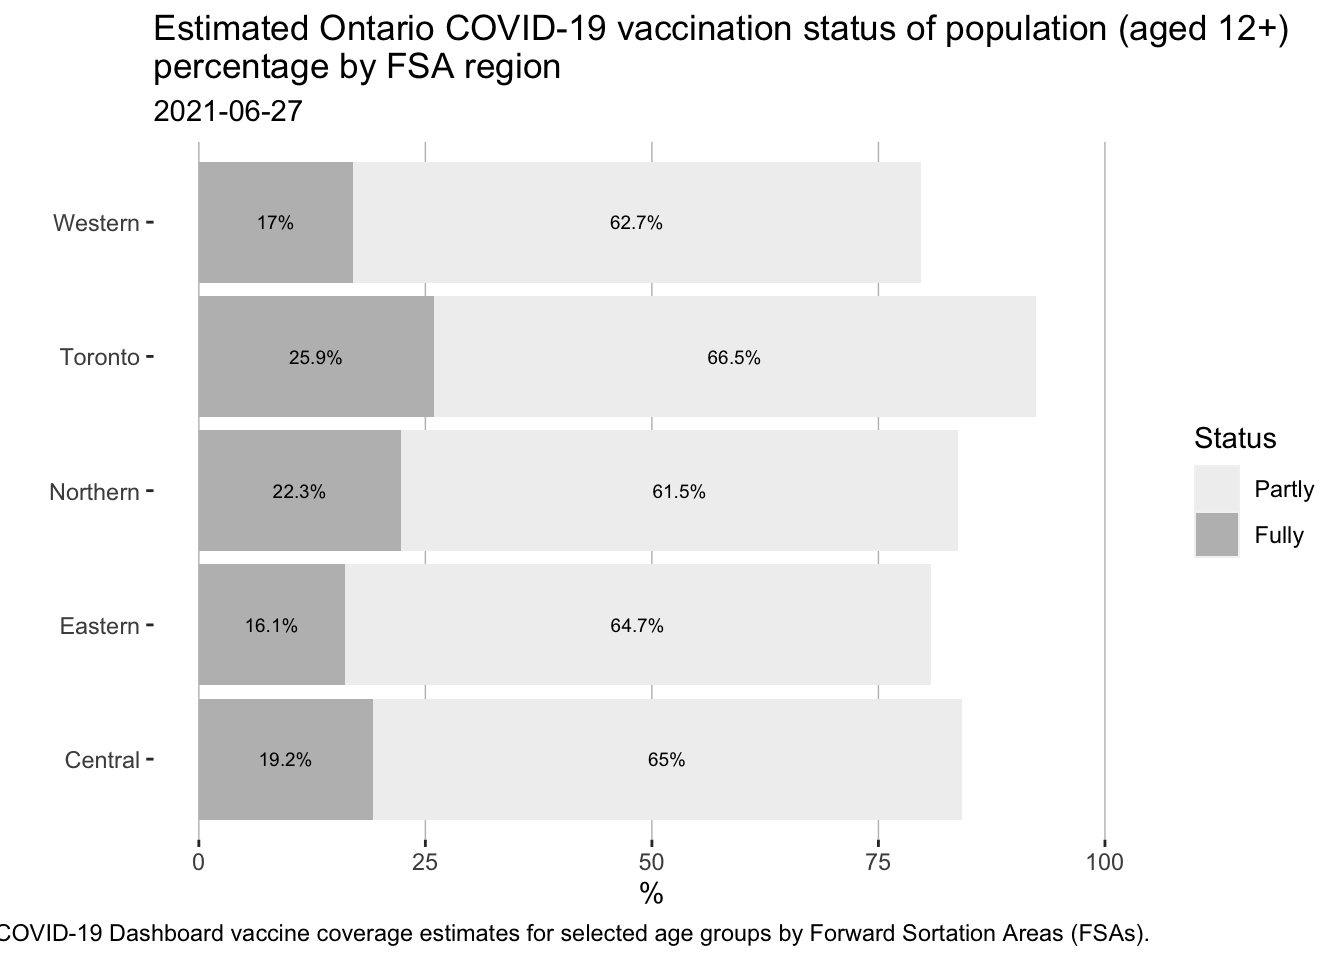 Estimated Ontario COVID-19 vaccination status of population (aged 12+)
percentage by FSA region
2021-06-27
Western
17%
62.7%
Toronto
25.9%
66.5%
Northern
22.3%
61.5%
Eastern
16.1%
64.7%
Central
19.2%
65%
Status
Partly
Fully
0
25
50
75
100
%
COVID-19 Dashboard vaccine coverage estimates for selected age groups by Forward Sortation Areas (FSAs).